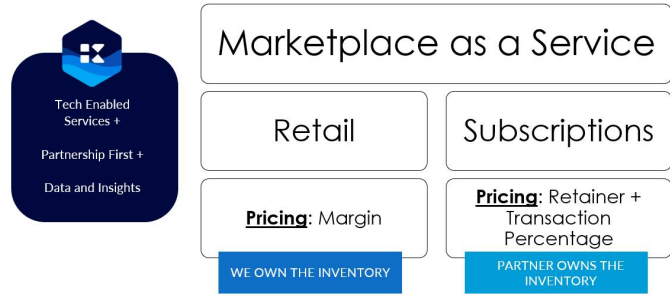 Marketplace as a Service
Tech Enabled
Services +
Partnership First +
Data and Insights
Retail
Subscriptions
Pricing: Margin
Pricing: Retainer +
Transaction
Percentage
WE OWN THE INVENTORY
PARTNER OWNS THE
INVENTORY